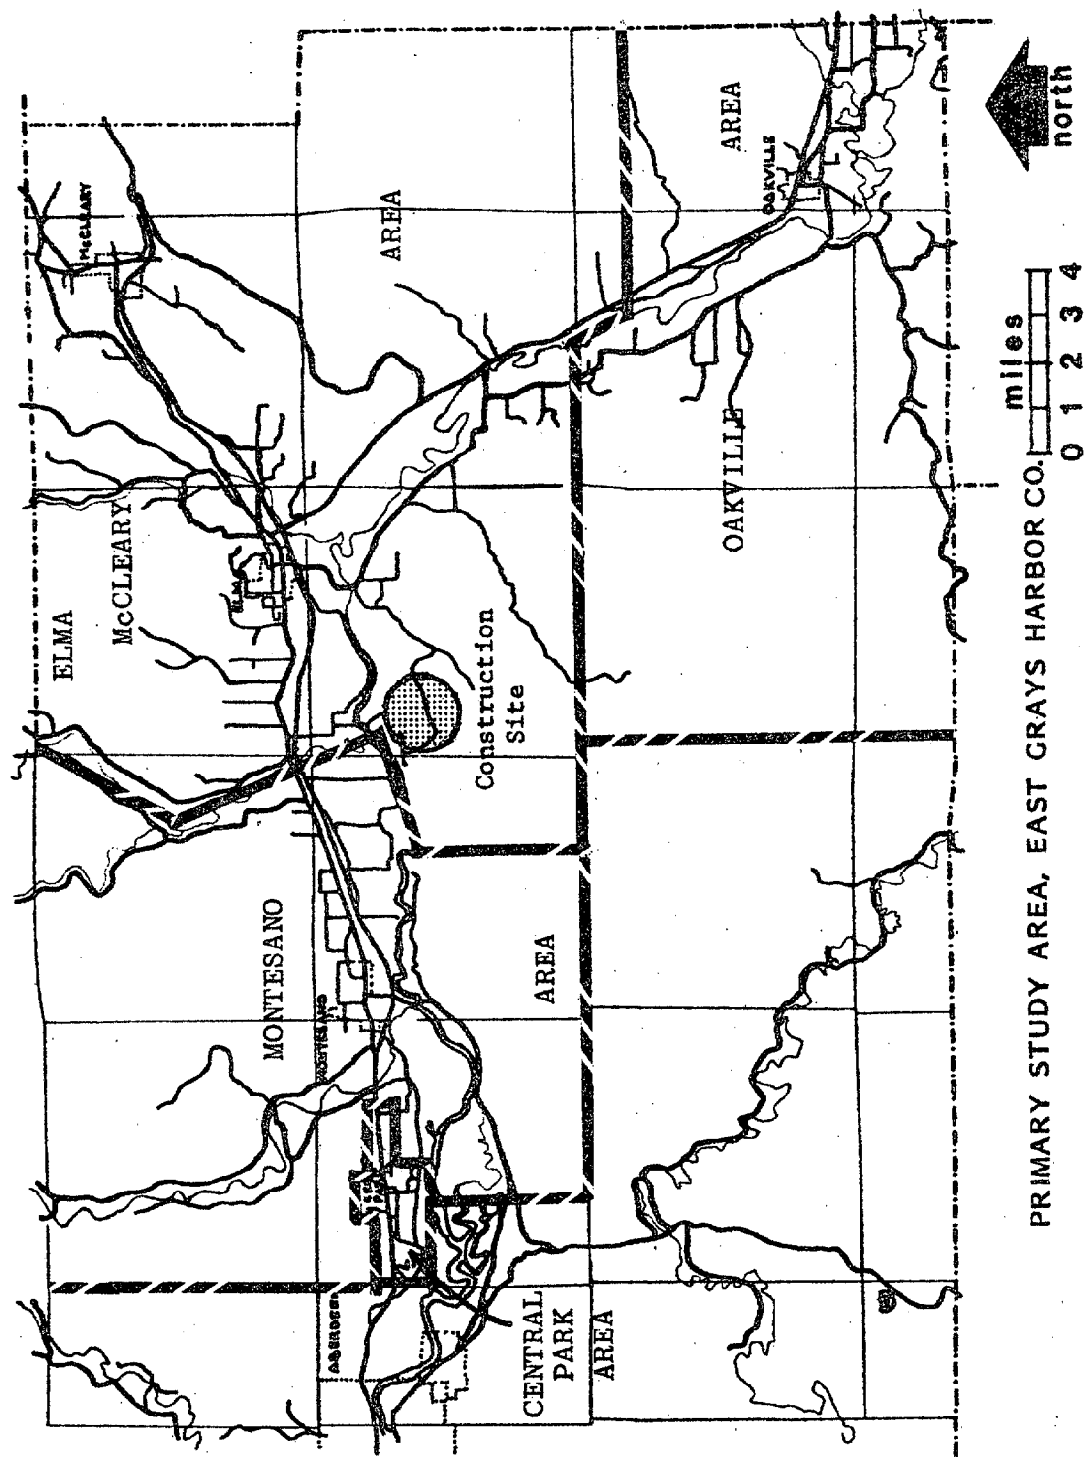 ELMA
McCLEARY
AREA
McCLEARY
ELMA
MONTESANO
AREA
MONTESANO
Construction
Site
OAKVILLE
AREA
OAKVILLE
CENTRAL
PARK
AREA
ABERDEEN
north
miles
0 1 2 3 4
PRIMARY STUDY AREA, EAST GRAYS HARBOR CO.